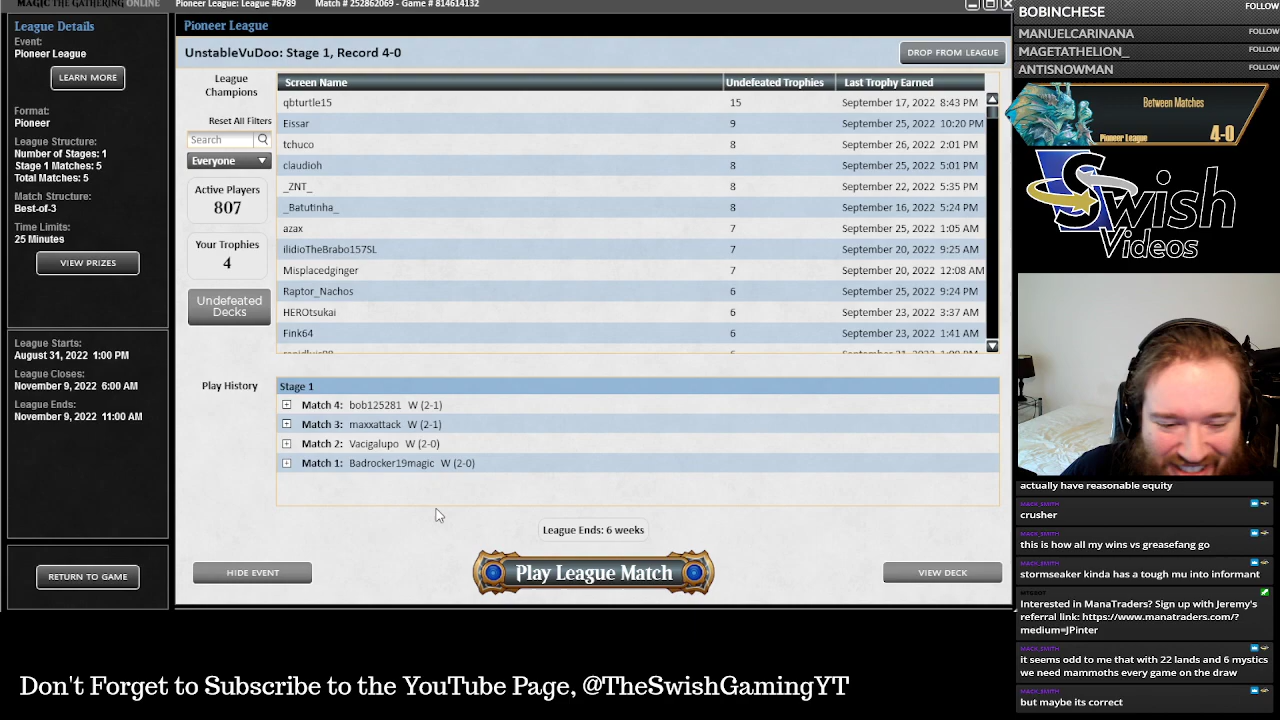 MAGIC THE GATHERING ONLINE
Pioneer League: League #6789
Match # 252862069 - Game # 814614132
League Details
Event:
Pioneer League
LEARN MORE
Format:
Pioneer
League Structure:
Number of Stages: 1
Stage 1 Matches: 5
Total Matches: 5
Match Structure:
Best-of-3
Time Limits:
25 Minutes
VIEW PRIZES
League Starts:
August 31, 2022 1:00 PM
League Closes:
November 9, 2022 6:00 AM
League Ends:
November 9, 2022 11:00 AM
RETURN TO GAME
Pioneer League
UnstableVuDoo: Stage 1, Record 4-0
DROP FROM LEAGUE
League
Champions
Reset All Filters
Search
Everyone
Active Players
807
Your Trophies
4
Undefeated
Decks
Screen Name Undefeated Trophies Last Trophy Earned
qbturtle15 15 September 17, 2022 8:43 PM
Eissar 9 September 25, 2022 10:20 PM
tchuco 8 September 26, 2022 2:01 PM
claudioh 8 September 25, 2022 5:01 PM
_ZNT_ 8 September 22, 2022 5:35 PM
_Batutinha_ 8 September 16, 2022 5:24 PM
azax 7 September 25, 2022 1:05 AM
ilidioTheBrabo157SL 7 September 20, 2022 9:25 AM
Misplacedginger 7 September 20, 2022 12:08 AM
Raptor_Nachos 6 September 25, 2022 9:24 PM
HEROtsukai 6 September 23, 2022 3:37 AM
Fink64 6 September 23, 2022 1:41 AM
Play History
Stage 1
Match 4: bob125281 W (2-1)
Match 3: maxxattack W (2-1)
Match 2: Vacigalupo W (2-0)
Match 1: Badrocker19magic W (2-0)
League Ends: 6 weeks
HIDE EVENT
Play League Match
VIEW DECK
BOBINCHESE FOLLOW
MANUELCARINANA FOLLOW
MAGETATHELION_ FOLLOW
ANTISNOWMAN FOLLOW
Between Matches
Pioneer League 4-0
Swish
Videos
actually have reasonable equity
MACK_SMITH
crusher
MACK_SMITH
this is how all my wins vs greasefang go
MACK_SMITH
stormseaker kinda has a tough mu into informant
Interested in ManaTraders? Sign up with Jeremy's
referral link: https://www.manatraders.com/?
medium=JPinter
MACK_SMITH
it seems odd to me that with 22 lands and 6 mystics
we need mammoths every game on the draw
MACK_SMITH
but maybe its correct
Don't Forget to Subscribe to the YouTube Page, @TheSwishGamingYT